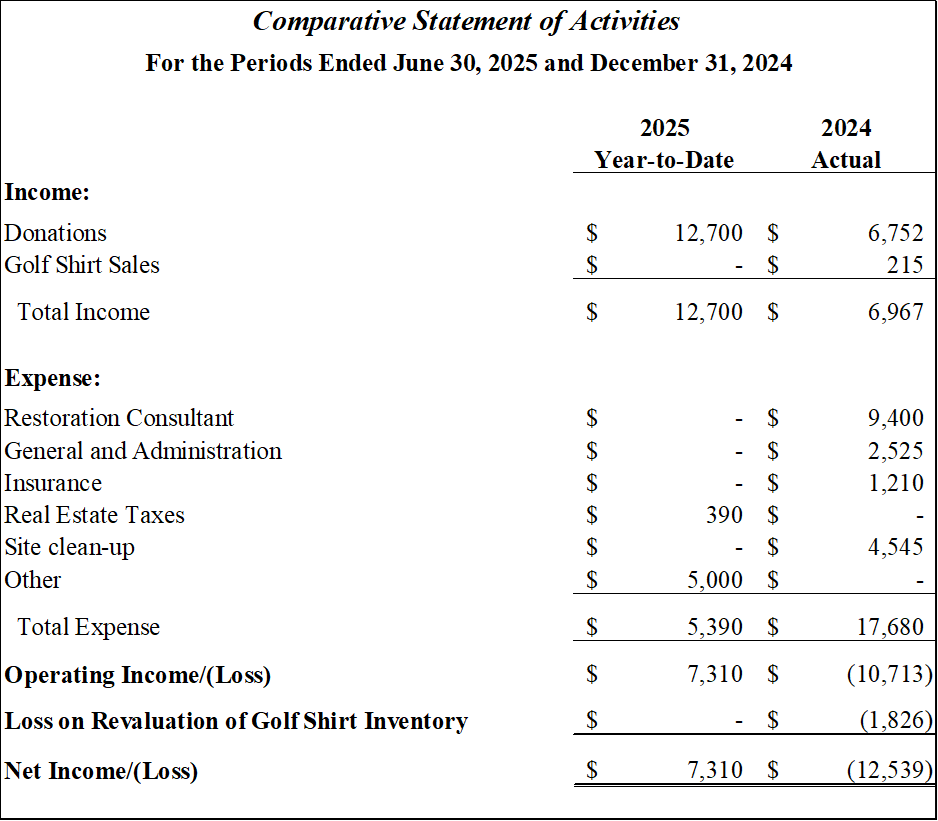 Comparative Statement of Activities
For the Periods Ended June 30, 2025 and December 31, 2024
2025 2024
Year-to-Date Actual
Income:
Donations $ 12,700 $ 6,752
Golf Shirt Sales $ - $ 215
Total Income $ 12,700 $ 6,967
Expense:
Restoration Consultant $ - $ 9,400
General and Administration $ - $ 2,525
Insurance $ - $ 1,210
Real Estate Taxes $ 390 $ -
Site clean-up $ - $ 4,545
Other $ 5,000 $ -
Total Expense $ 5,390 $ 17,680
Operating Income/(Loss) $ 7,310 $ (10,713)
Loss on Revaluation of Golf Shirt Inventory $ - $ (1,826)
Net Income/(Loss) $ 7,310 $ (12,539)